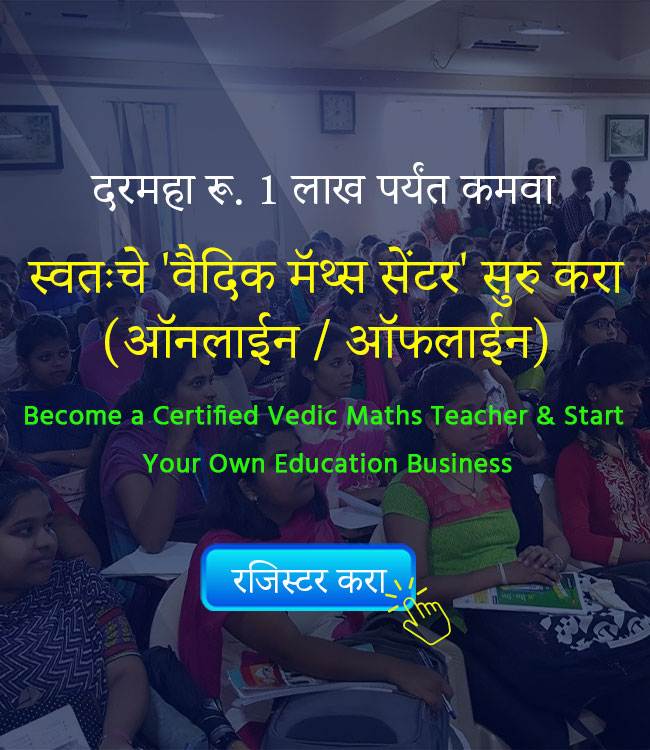 दरमहा रू. 1 लाख पर्यंत कमवा
स्वतःचे 'वैदिक मॅथ्स सेंटर' सुरु करा
(ऑनलाईन / ऑफलाईन)
Become a Certified Vedic Maths Teacher & Start
Your Own Education Business
रजिस्टर करा